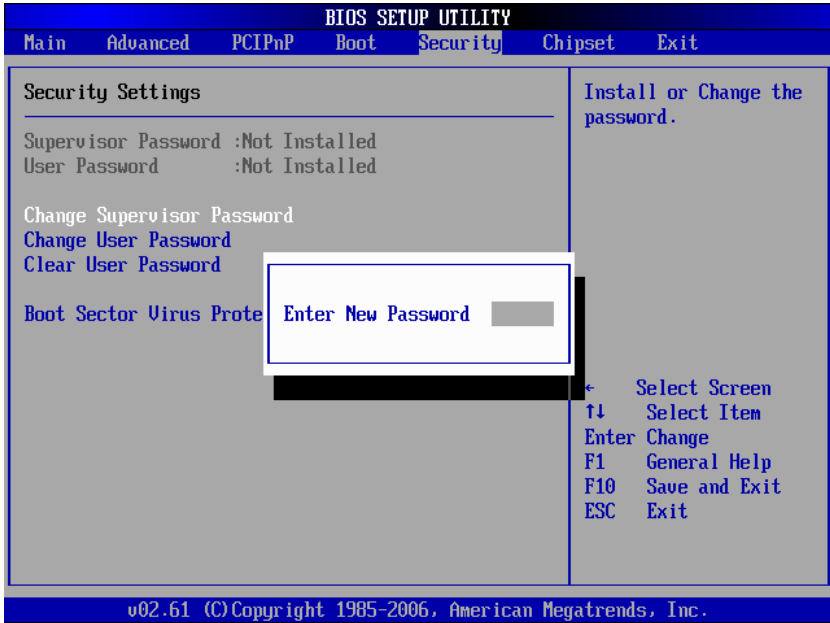 BIOS SETUP UTILITY
Main Advanced PCIPnP Boot Security Chipset Exit
Security Settings
Supervisor Password :Not Installed
User Password :Not Installed
Change Supervisor Password
Change User Password
Clear User Password
Boot Sector Virus Prote
Enter New Password
Install or Change the
password.
← Select Screen
↑↓ Select Item
Enter Change
F1 General Help
F10 Save and Exit
ESC Exit
v02.61 (C)Copyright 1985-2006, American Megatrends, Inc.